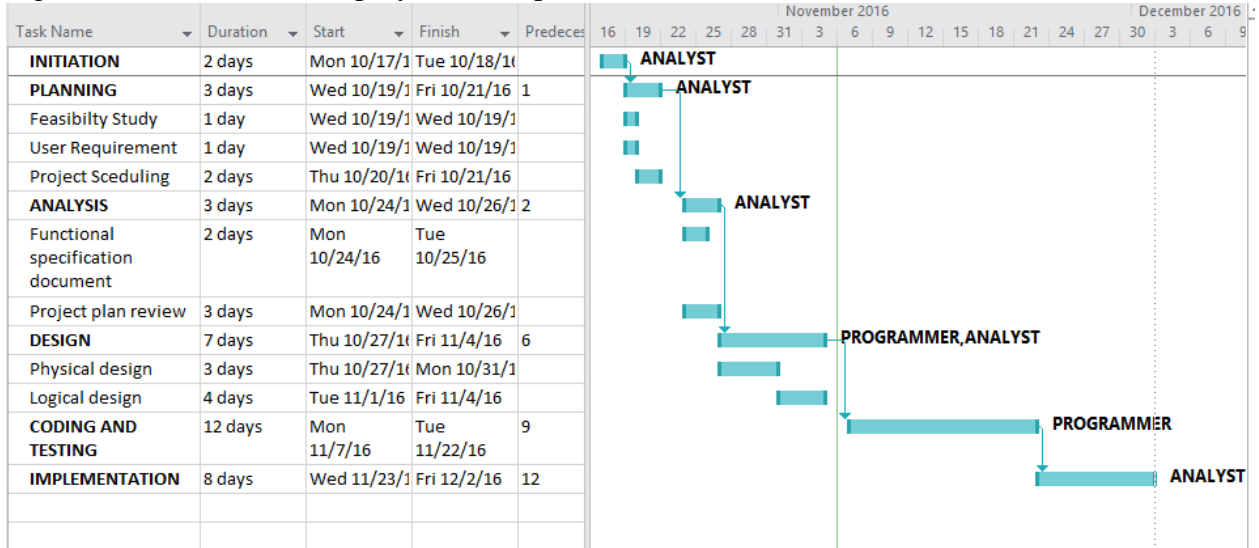 November 2016 December 2016
Task Name Duration Start Finish Predeces 16 19 22 25 28 31 3 6 9 12 15 18 21 24 27 30 3 6 9
INITIATION 2 days Mon 10/17/1 Tue 10/18/16 ANALYST
PLANNING 3 days Wed 10/19/1 Fri 10/21/16 1 ANALYST
Feasibilty Study 1 day Wed 10/19/1 Wed 10/19/1
User Requirement 1 day Wed 10/19/1 Wed 10/19/1
Project Sceduling 2 days Thu 10/20/16 Fri 10/21/16
ANALYSIS 3 days Mon 10/24/1 Wed 10/26/1 2 ANALYST
Functional 2 days Mon Tue
specification 10/24/16 10/25/16
document
Project plan review 3 days Mon 10/24/1 Wed 10/26/1
DESIGN 7 days Thu 10/27/16 Fri 11/4/16 6 PROGRAMMER,ANALYST
Physical design 3 days Thu 10/27/16 Mon 10/31/1
Logical design 4 days Tue 11/1/16 Fri 11/4/16
CODING AND 12 days Mon Tue 9 PROGRAMMER
TESTING 11/7/16 11/22/16
IMPLEMENTATION 8 days Wed 11/23/1 Fri 12/2/16 12 ANALYST